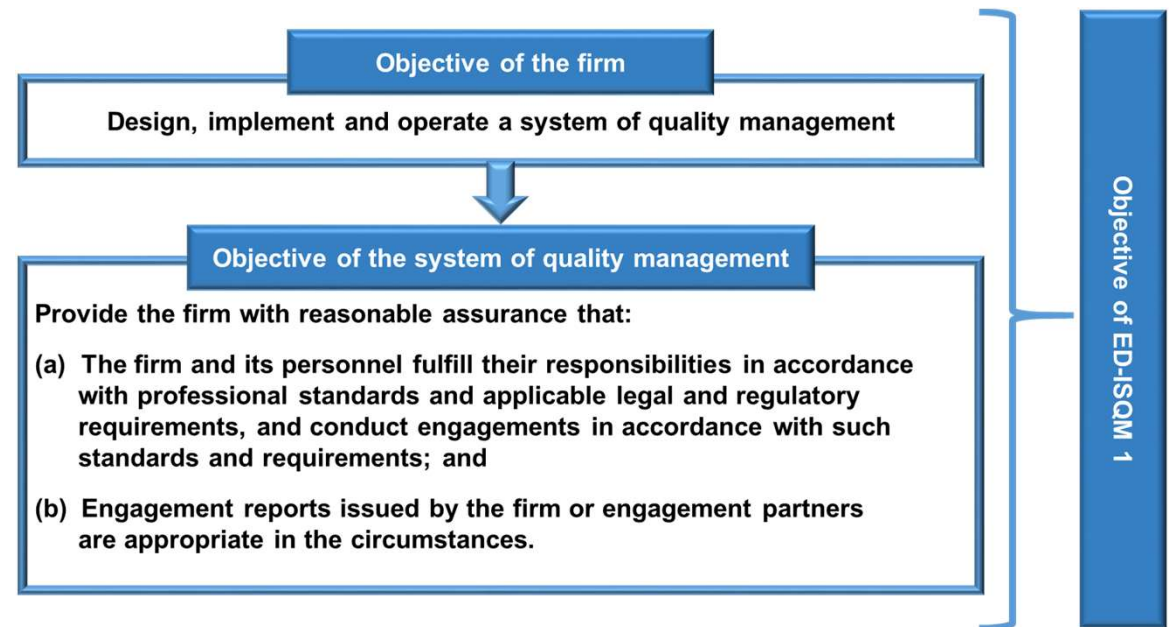 Objective of the firm
Design, implement and operate a system of quality management
Objective of the system of quality management
Provide the firm with reasonable assurance that:
(a) The firm and its personnel fulfill their responsibilities in accordance
with professional standards and applicable legal and regulatory
requirements, and conduct engagements in accordance with such
standards and requirements; and
(b) Engagement reports issued by the firm or engagement partners
are appropriate in the circumstances.
Objective of ED-ISQM 1